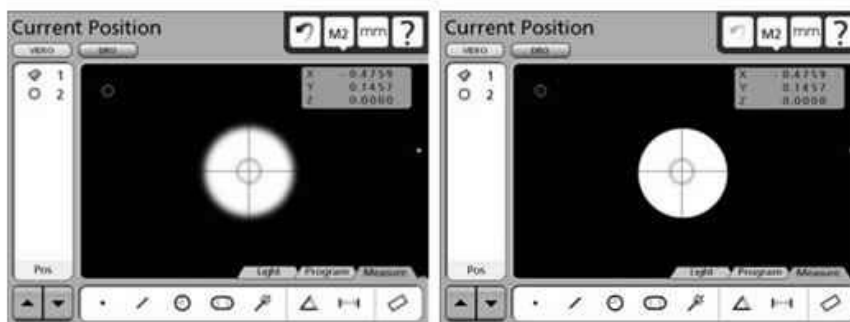 Current Position M2 mm ?
VIDEO DRO
1
2
X -0.4759
Y 0.1457
Z 0.0000
Pos
Light Program Measure
Current Position M2 mm ?
VIDEO DRO
1
2
X -0.4759
Y 0.1457
Z 0.0000
Pos
Light Program Measure